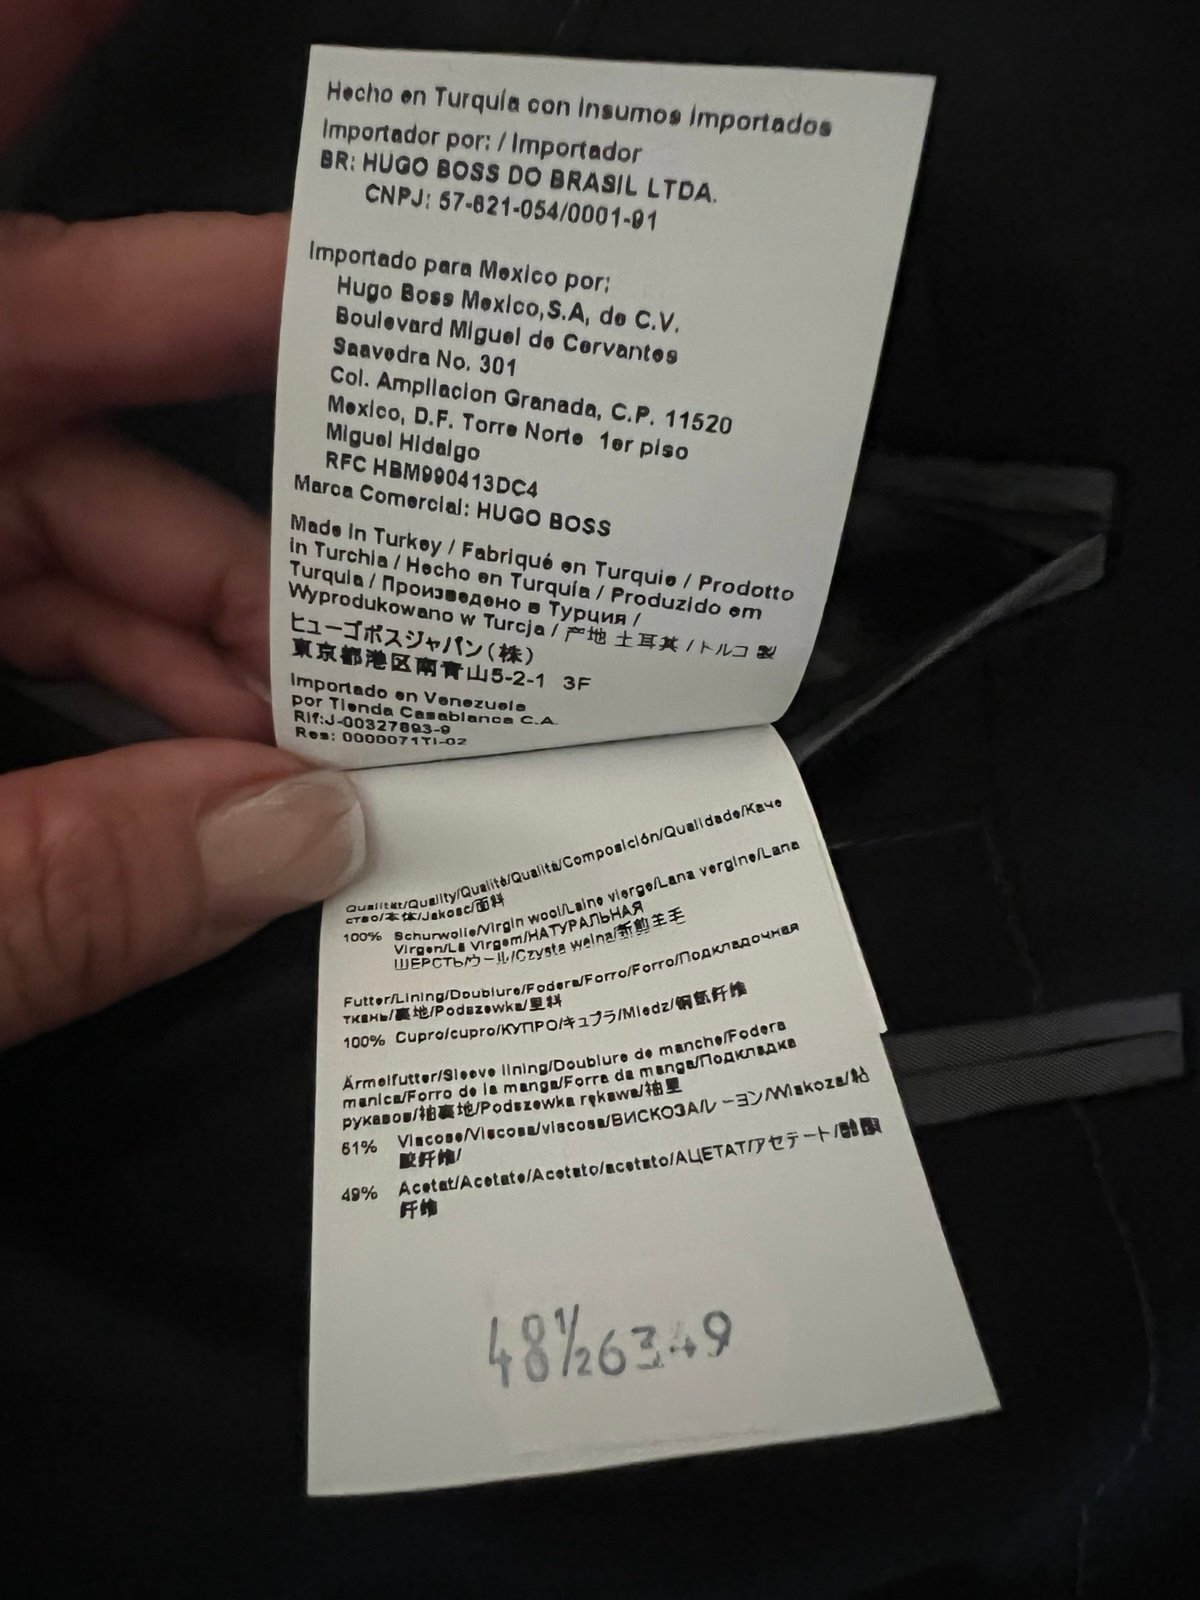 Hecho en Turquía con Insumos Importados
Importador por: / Importador
BR: HUGO BOSS DO BRASIL LTDA.
CNPJ: 57-621-054/0001-91
Importado para Mexico por:
Hugo Boss Mexico,S.A, de C.V.
Boulevard Miguel de Cervantes
Saavedra No. 301
Col. Ampliacion Granada, C.P. 11520
Mexico, D.F. Torre Norte 1er piso
Miguel Hidalgo
RFC HBM990413DC4
Marca Comercial: HUGO BOSS
Made in Turkey / Fabriqué en Turquie / Prodotto
in Turchia / Hecho en Turquía / Produzido em
Turquia / Произведено в Турция /
Wyprodukowano w Turcja / 产地 土耳其 / トルコ 製
ヒューゴボスジャパン(株)
東京都港区南青山5-2-1 3F
Importado en Venezuela
por Tienda Casablanca C.A.
Rif:J-00327893-9
Res: 0000071TI-02
Qualität/Quality/Qualité/Qualità/Composición/Qualidade/Каче
ство/本体/Jakosc/面料
100% Schurwolle/Virgin wool/Laine vierge/Lana vergine/Lana
Virgen/Lã Virgem/НАТУРАЛЬНАЯ
ШЕРСТЬ/ウール/Czysta welna/新剪羊毛
Futter/Lining/Doublure/Fodera/Forro/Forro/Подкладочная
ткань/裏地/Podszewka/里料
100% Cupro/cupro/КУПРО/キュプラ/Miedz/铜氨纤维
Ärmelfutter/Sleeve lining/Doublure de manche/Fodera
manica/Forro de la manga/Forra da manga/Подкладка
рукавов/袖裏地/Podszewka rękawa/袖里
51% Viscose/Viscosa/viscosa/ВИСКОЗА/レーヨン/Wiskoza/粘
胶纤维/
49% Acetat/Acetate/Acetato/acetato/АЦЕТАТ/アセテート/醋酸
纤维
48½6349